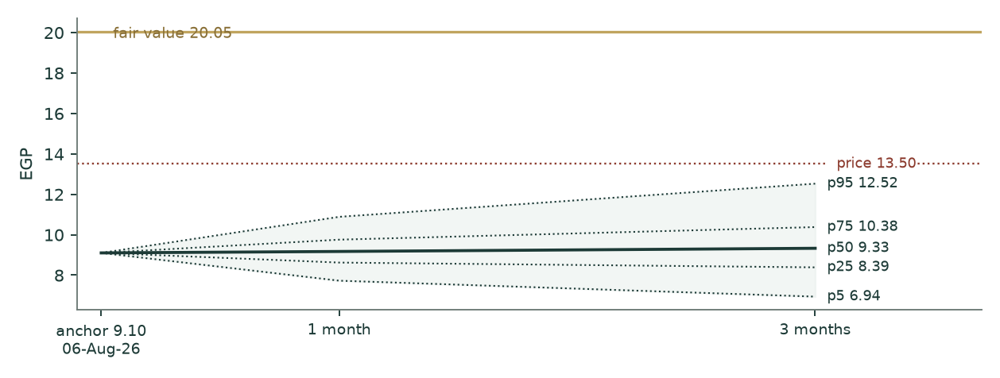 fair value 20.05
20
18
16
14
12
10
8
EGP
price 13.50
p95 12.52
p75 10.38
p50 9.33
p25 8.39
p5 6.94
anchor 9.10
06-Aug-26
1 month
3 months